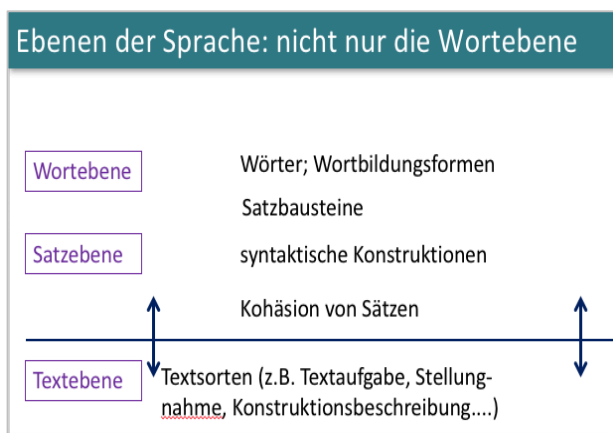 Ebenen der Sprache: nicht nur die Wortebene
Wortebene
Wörter; Wortbildungsformen
Satzbausteine
Satzebene
syntaktische Konstruktionen
Kohäsion von Sätzen
Textebene
Textsorten (z.B. Textaufgabe, Stellung-
nahme, Konstruktionsbeschreibung....)